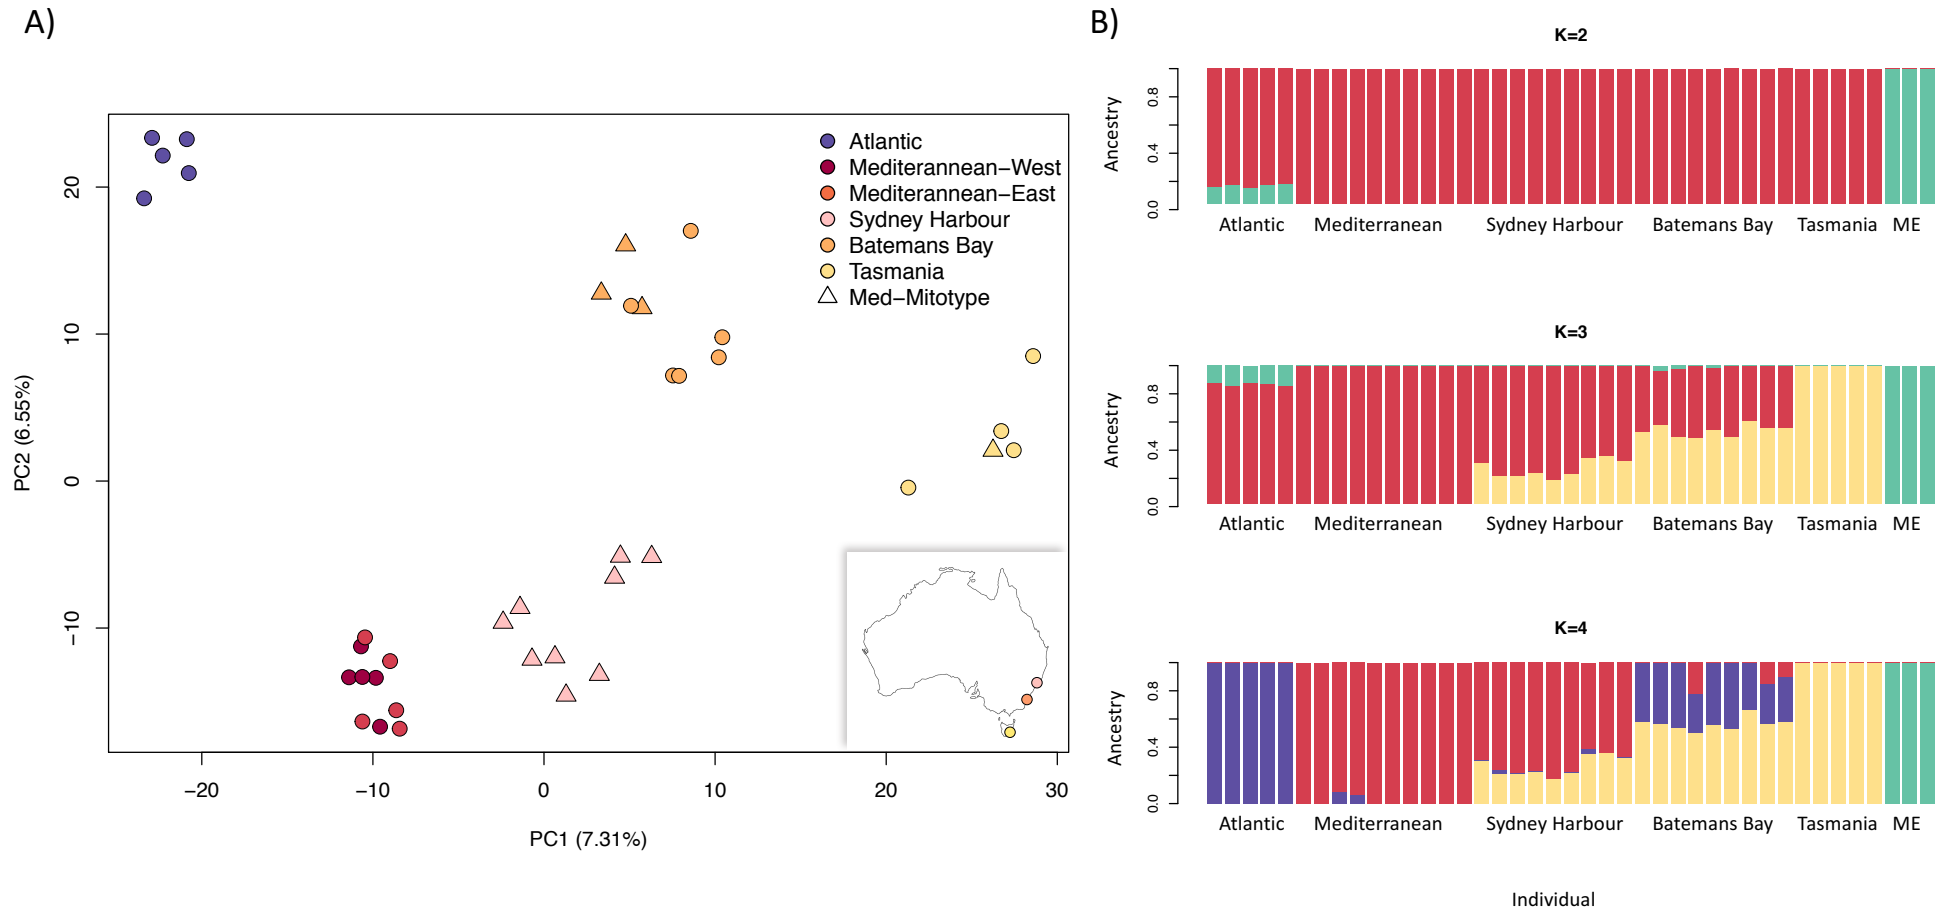 A)
Atlantic
Mediterannean−West
Mediterannean−East
Sydney Harbour
Batemans Bay
Tasmania
Med−Mitotype
20
10
0
−10
PC2 (6.55%)
−20
−10
0
10
20
30
PC1 (7.31%)
B)
K=2
Ancestry
0.8
0.4
0.0
Atlantic Mediterranean Sydney Harbour Batemans Bay Tasmania ME
K=3
Ancestry
0.8
0.4
0.0
Atlantic Mediterranean Sydney Harbour Batemans Bay Tasmania ME
K=4
Ancestry
0.8
0.4
0.0
Atlantic Mediterranean Sydney Harbour Batemans Bay Tasmania ME
Individual